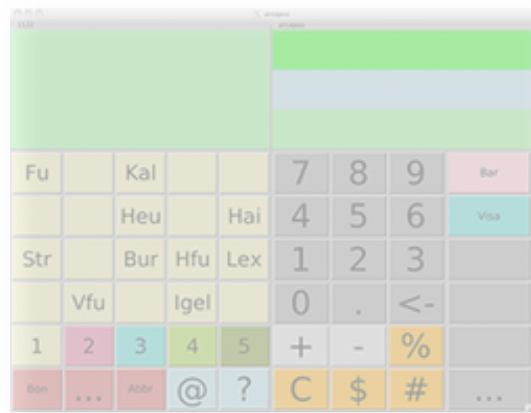 Fu Kal 7 8 9 Bar
Heu Hai 4 5 6 Visa
Str Bur Hfu Lex 1 2 3
Vfu Igel 0 . <-
1 2 3 4 5 + - %
Bon ... Abbr @ ? C $ # ...